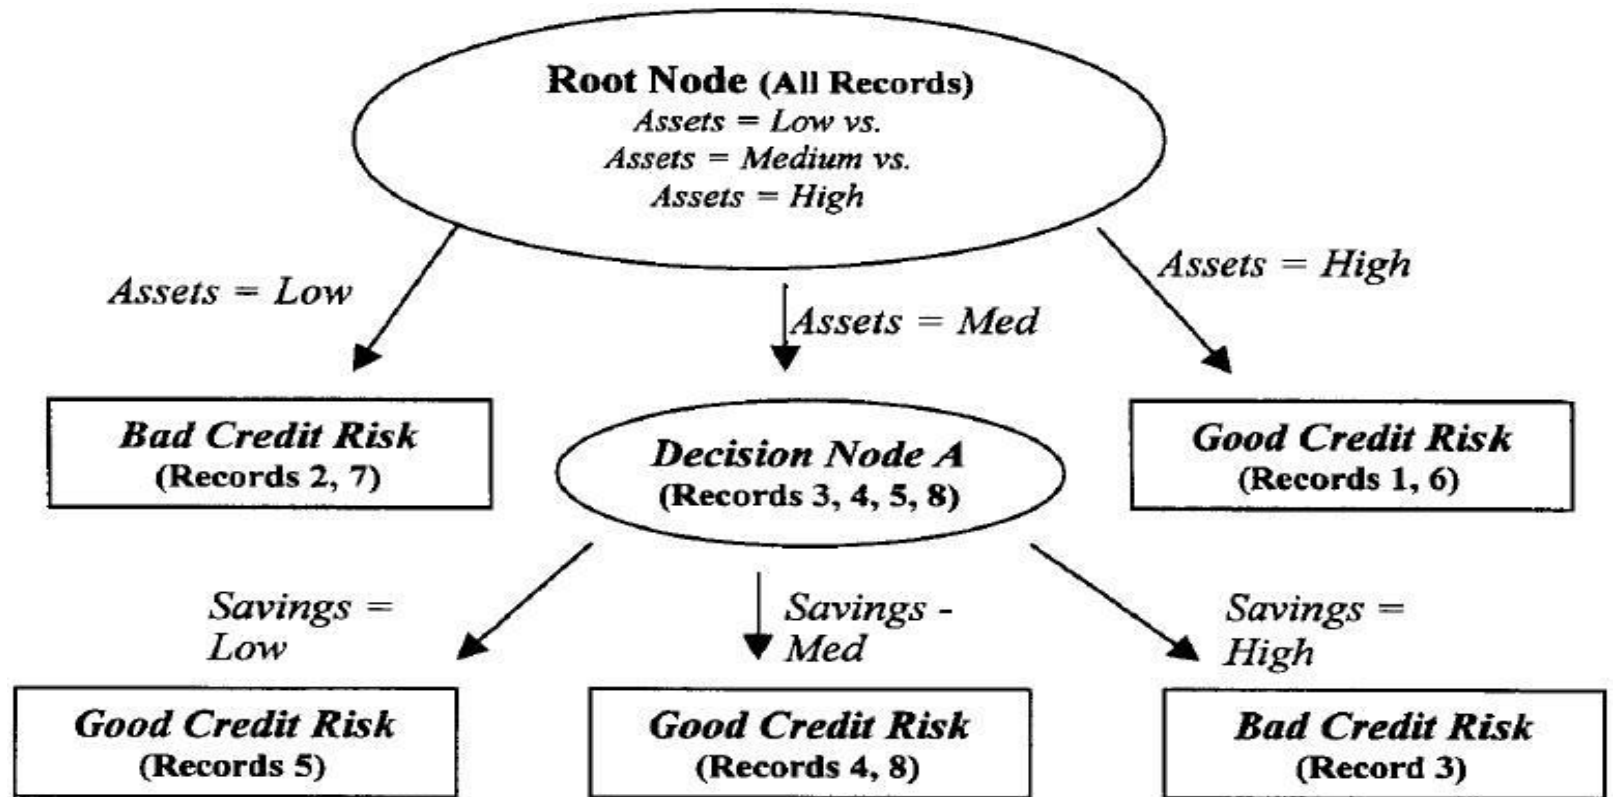 Root Node (All Records)
Assets = Low vs.
Assets = Medium vs.
Assets = High
Assets = Low
Assets = Med
Assets = High
Bad Credit Risk
(Records 2, 7)
Decision Node A
(Records 3, 4, 5, 8)
Good Credit Risk
(Records 1, 6)
Savings =
Low
Savings -
Med
Savings =
High
Good Credit Risk
(Records 5)
Good Credit Risk
(Records 4, 8)
Bad Credit Risk
(Record 3)